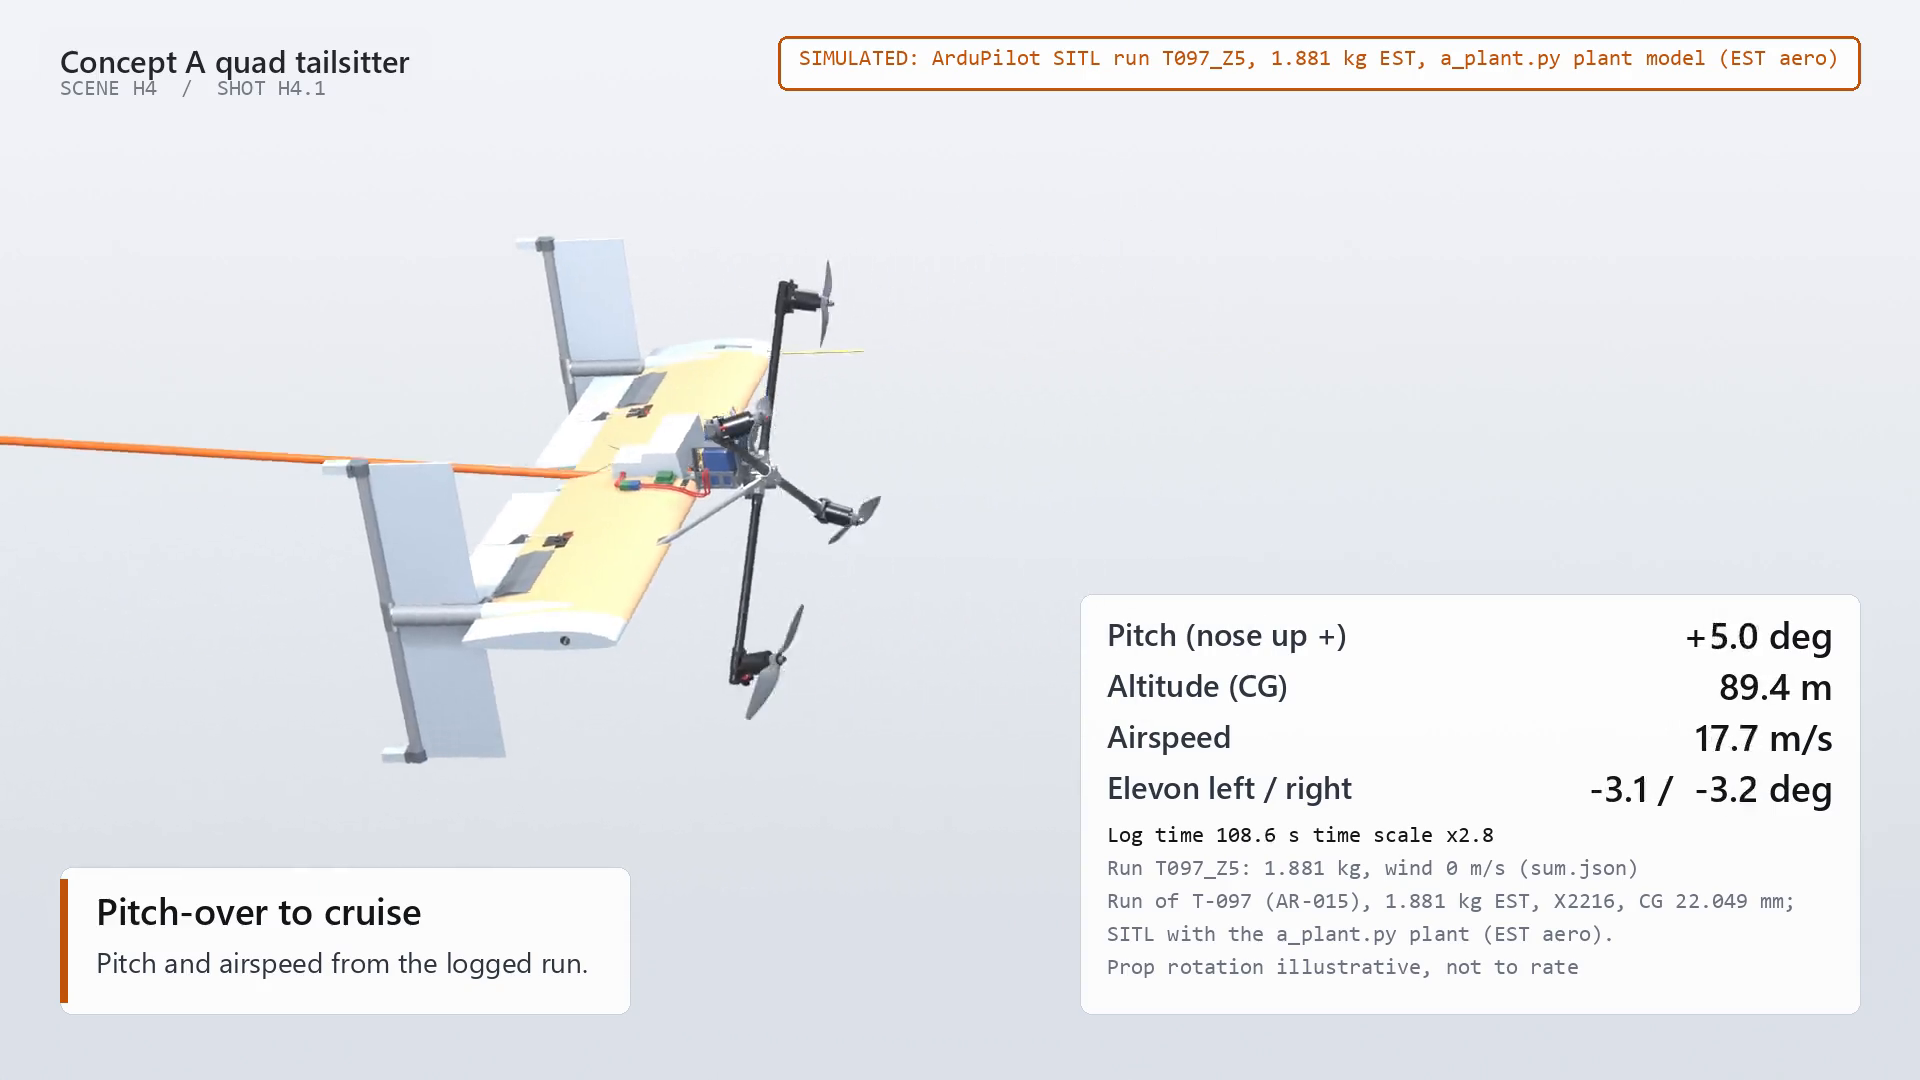 Concept A quad tailsitter
SCENE H4 / SHOT H4.1
SIMULATED: ArduPilot SITL run T097_Z5, 1.881 kg EST, a_plant.py plant model (EST aero)
Pitch (nose up +) +5.0 deg
Altitude (CG) 89.4 m
Airspeed 17.7 m/s
Elevon left / right -3.1 / -3.2 deg
Log time 108.6 s time scale x2.8
Run T097_Z5: 1.881 kg, wind 0 m/s (sum.json)
Run of T-097 (AR-015), 1.881 kg EST, X2216, CG 22.049 mm;
SITL with the a_plant.py plant (EST aero).
Prop rotation illustrative, not to rate
Pitch-over to cruise
Pitch and airspeed from the logged run.